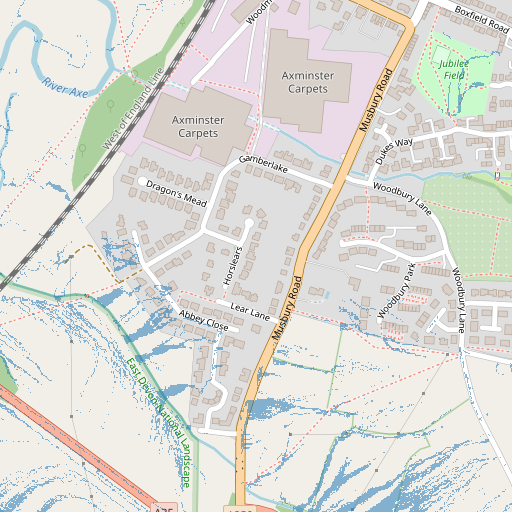 Boxfield Road
Woodm
Jubilee
Field
River Axe
West of England Line
Axminster
Carpets
Musbury Road
Axminster
Carpets
Dukes Way
Gamberlake
Dragon's Mead
Woodbury Lane
Horslears
Woodbury Park
Woodbury Lane
Musbury Road
Lear Lane
Abbey Close
East Devon National Landscape
A35